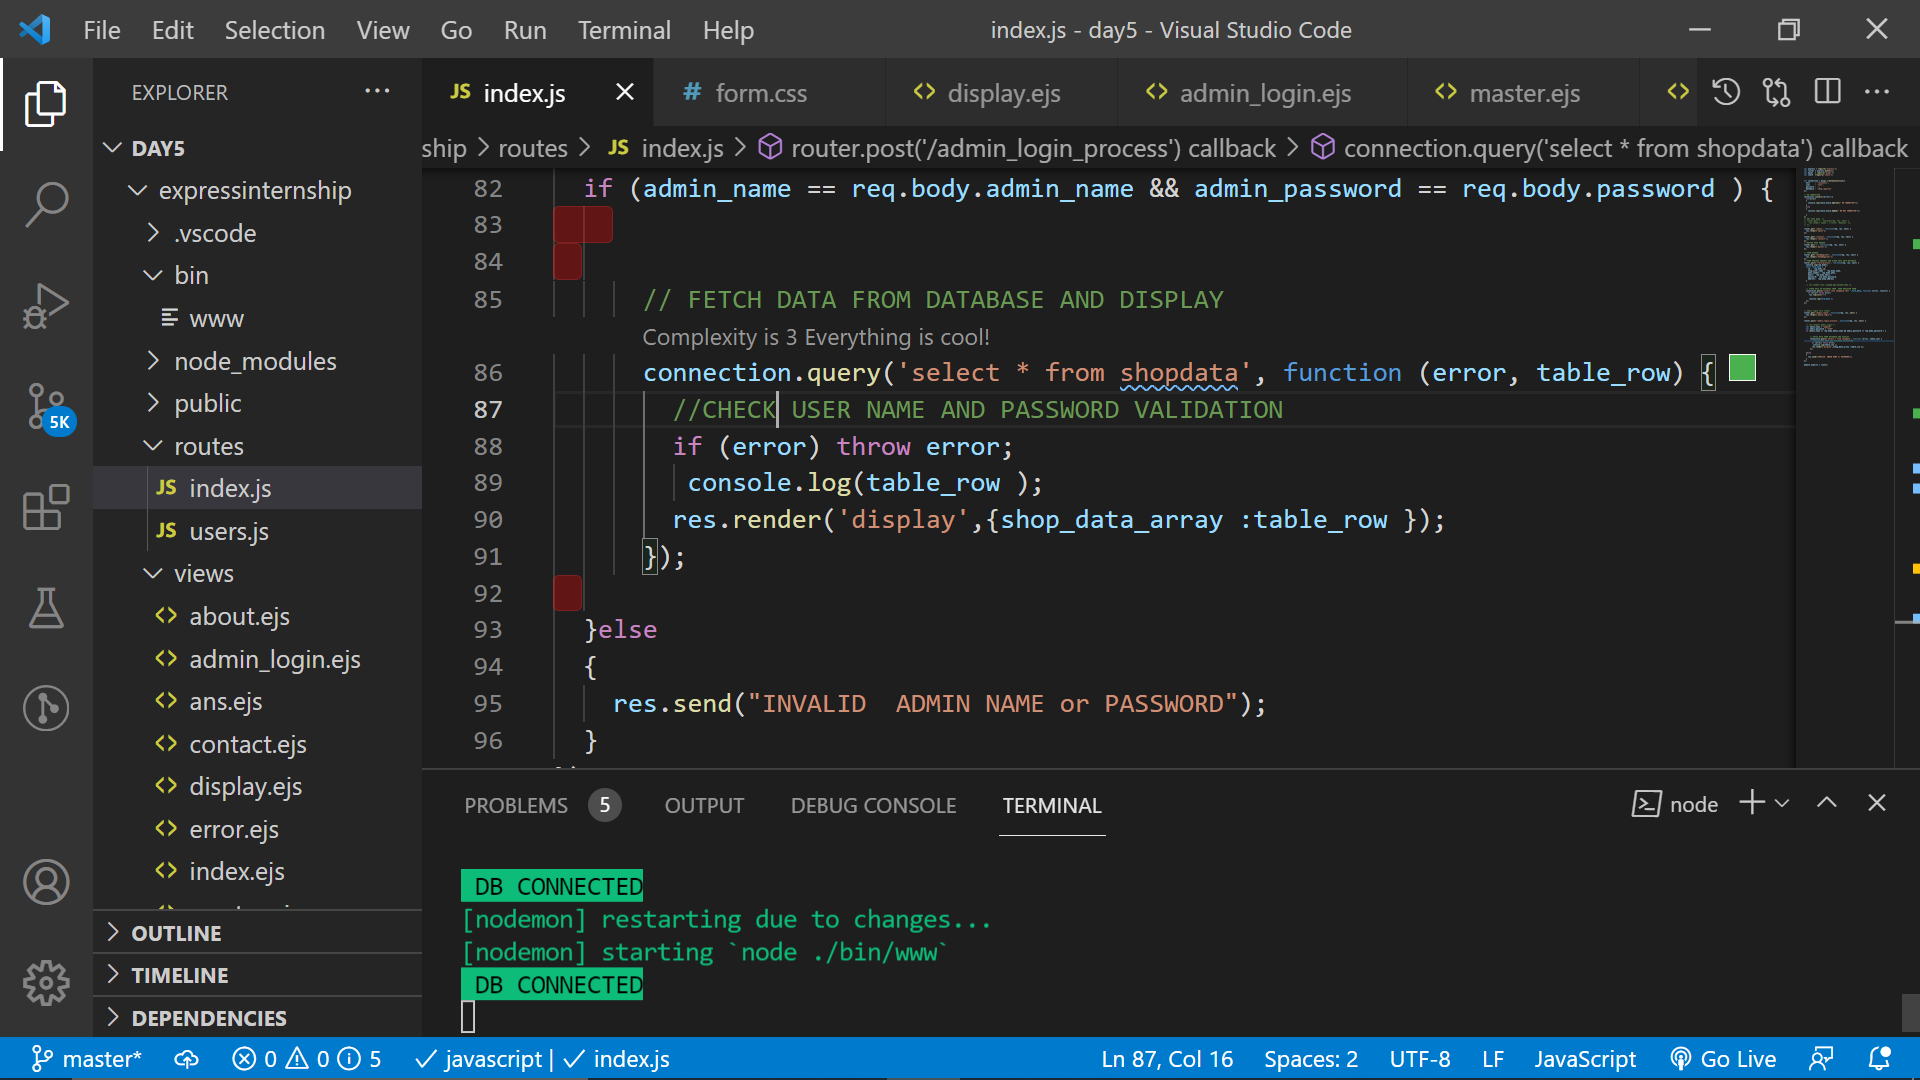 File Edit Selection View Go Run Terminal Help
index.js - day5 - Visual Studio Code
EXPLORER
JS index.js
# form.css
<> display.ejs
<> admin_login.ejs
<> master.ejs
<>
ship > routes > JS index.js > router.post('/admin_login_process') callback > connection.query('select * from shopdata') callback
DAY5
expressinternship
.vscode
bin
www
node_modules
public
routes
JS index.js
JS users.js
views
<> about.ejs
<> admin_login.ejs
<> ans.ejs
<> contact.ejs
<> display.ejs
<> error.ejs
<> index.ejs
OUTLINE
TIMELINE
DEPENDENCIES
5K
82 if (admin_name == req.body.admin_name && admin_password == req.body.password ) {
83
84
85 // FETCH DATA FROM DATABASE AND DISPLAY
Complexity is 3 Everything is cool!
86 connection.query('select * from shopdata', function (error, table_row) {
87 //CHECK USER NAME AND PASSWORD VALIDATION
88 if (error) throw error;
89 console.log(table_row );
90 res.render('display',{shop_data_array :table_row });
91 });
92
93 }else
94 {
95 res.send("INVALID  ADMIN NAME or PASSWORD");
96 }
PROBLEMS 5 OUTPUT DEBUG CONSOLE TERMINAL
node
DB CONNECTED
[nodemon] restarting due to changes...
[nodemon] starting `node ./bin/www`
DB CONNECTED
master* 0 0 5 javascript | index.js
Ln 87, Col 16 Spaces: 2 UTF-8 LF JavaScript Go Live